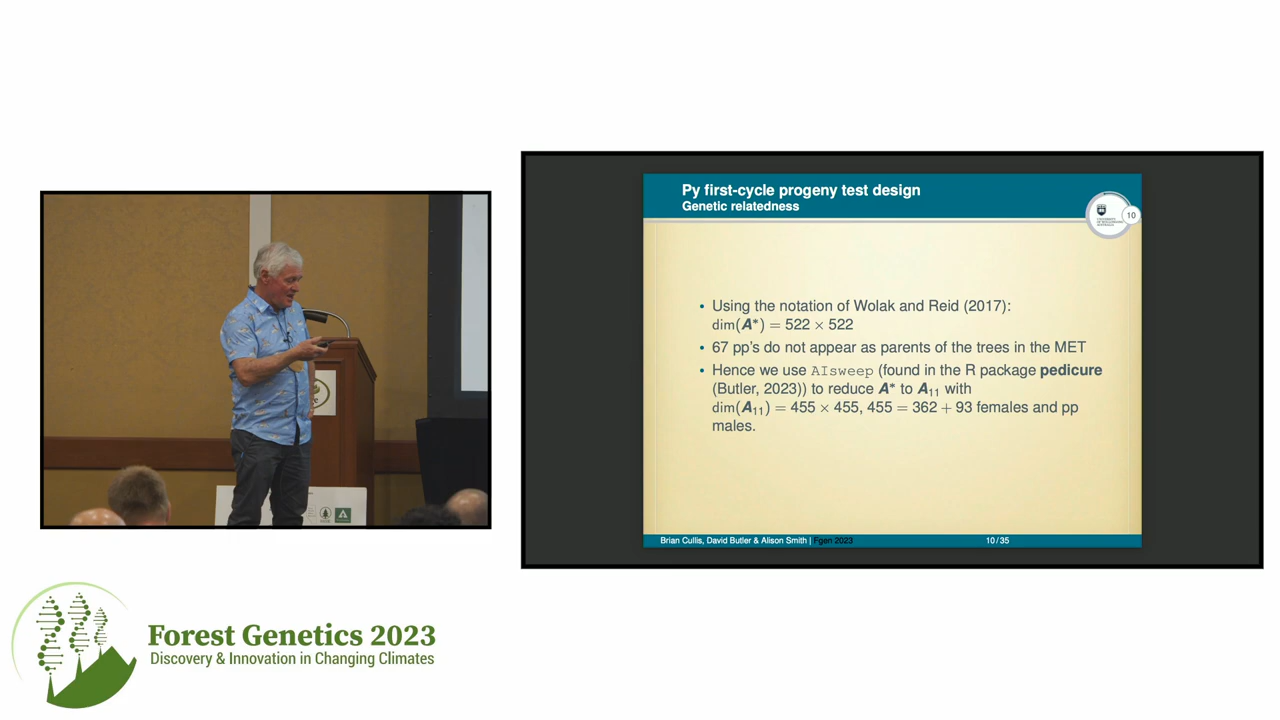 Py first-cycle progeny test design
Genetic relatedness
10
• Using the notation of Wolak and Reid (2017):
dim(A*) = 522 × 522
• 67 pp's do not appear as parents of the trees in the MET
• Hence we use AIsweep (found in the R package pedicure
(Butler, 2023)) to reduce A* to A₁₁ with
dim(A₁₁) = 455 × 455, 455 = 362 + 93 females and pp
males.
Brian Cullis, David Butler & Alison Smith | Fgen 2023
10/35
Forest Genetics 2023
Discovery & Innovation in Changing Climates